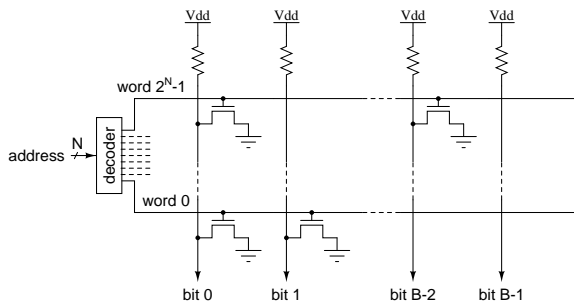 Vdd Vdd Vdd Vdd
word 2^N-1
address N decoder
word 0
bit 0 bit 1 bit B-2 bit B-1